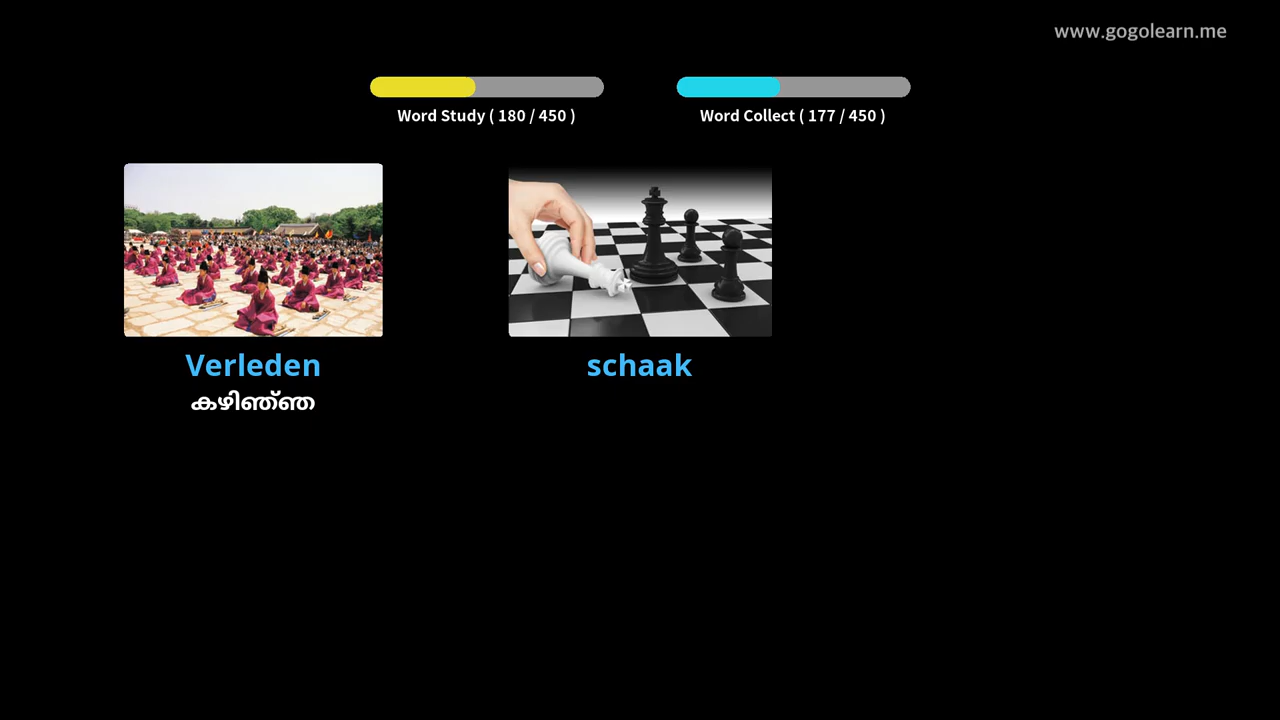 www.gogolearn.me
Word Study ( 180 / 450 )
Word Collect ( 177 / 450 )
Verleden
കഴിഞ്ഞ
schaak